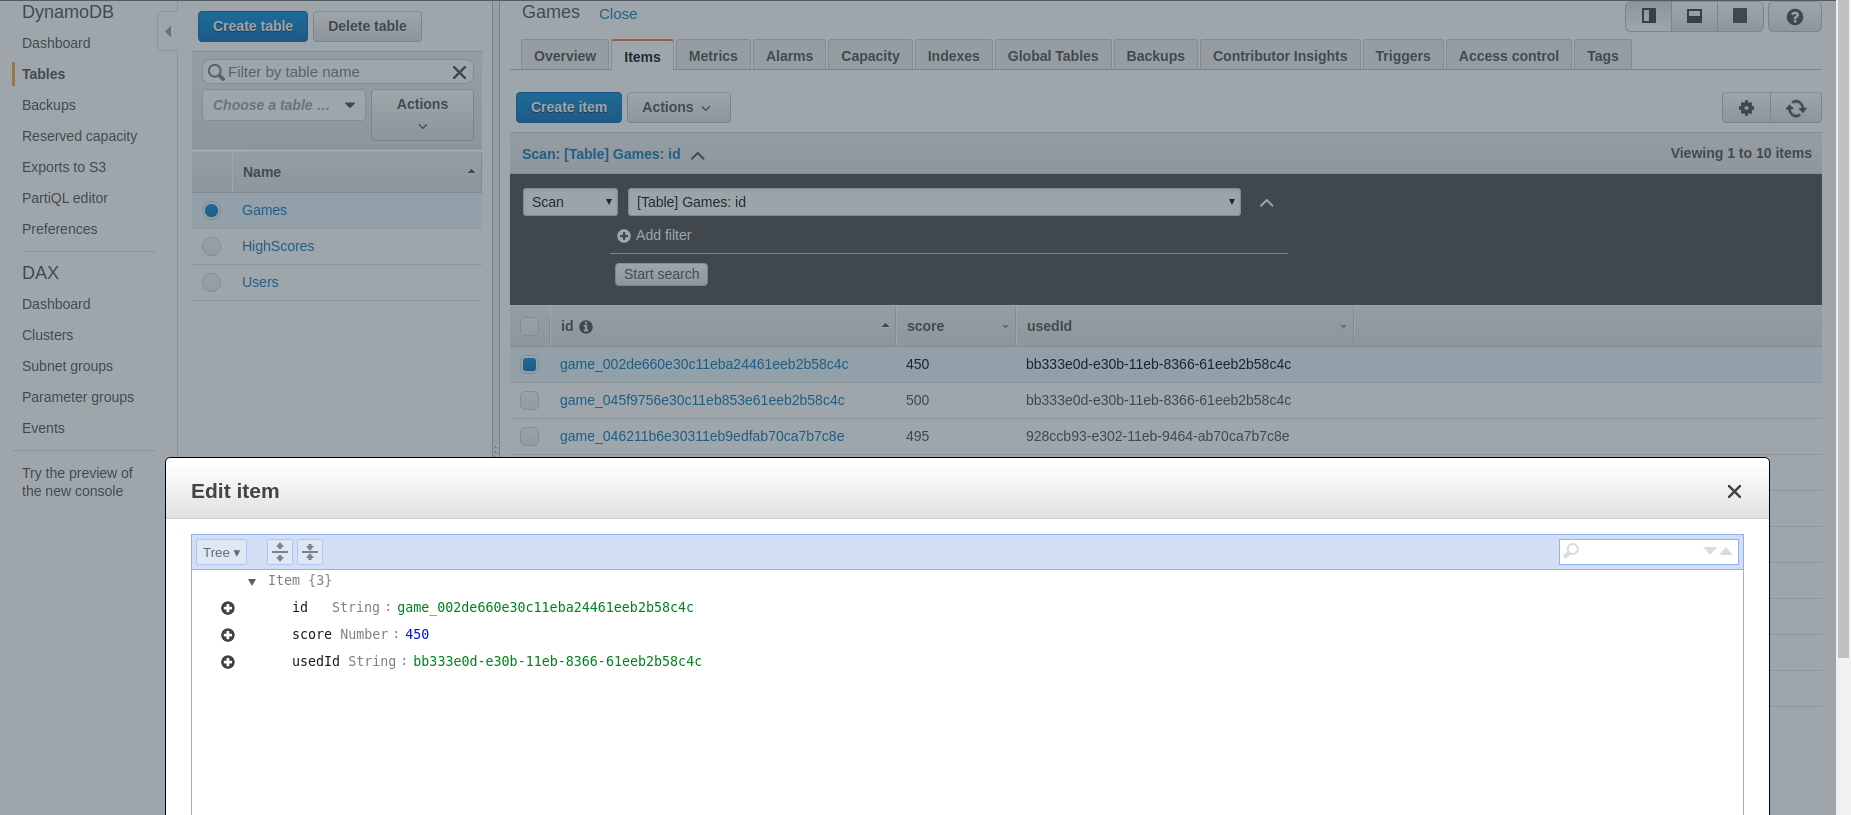 DynamoDB
Dashboard
Tables
Backups
Reserved capacity
Exports to S3
PartiQL editor
Preferences
DAX
Dashboard
Clusters
Subnet groups
Parameter groups
Events
Try the preview of
the new console
Create table
Delete table
Filter by table name
Choose a table ...
Actions
Name
Games
HighScores
Users
Games Close
Overview Items Metrics Alarms Capacity Indexes Global Tables Backups Contributor Insights Triggers Access control Tags
Create item Actions
Scan: [Table] Games: id
Viewing 1 to 10 items
Scan [Table] Games: id
Add filter
Start search
id score usedId
game_002de660e30c11eba24461eeb2b58c4c 450 bb333e0d-e30b-11eb-8366-61eeb2b58c4c
game_045f9756e30c11eb853e61eeb2b58c4c 500 bb333e0d-e30b-11eb-8366-61eeb2b58c4c
game_046211b6e30311eb9edfab70ca7b7c8e 495 928ccb93-e302-11eb-9464-ab70ca7b7c8e
Edit item
Tree ▾
Item {3}
id String : game_002de660e30c11eba24461eeb2b58c4c
score Number : 450
usedId String : bb333e0d-e30b-11eb-8366-61eeb2b58c4c